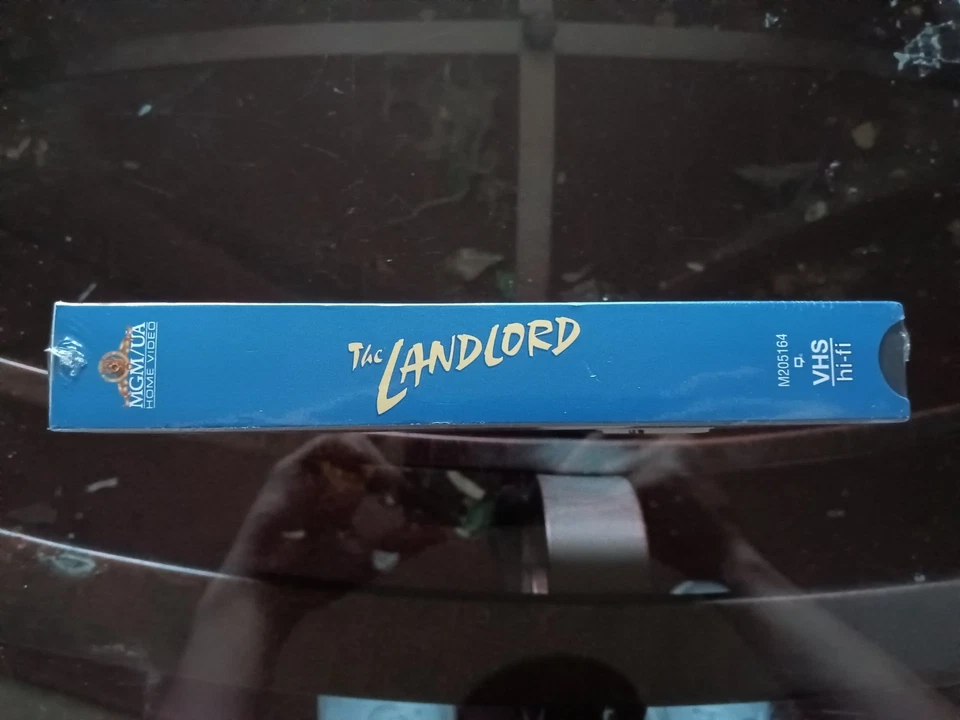 MGM/UA
HOME VIDEO
The LANDLORD
M205164
VHS
hi-fi